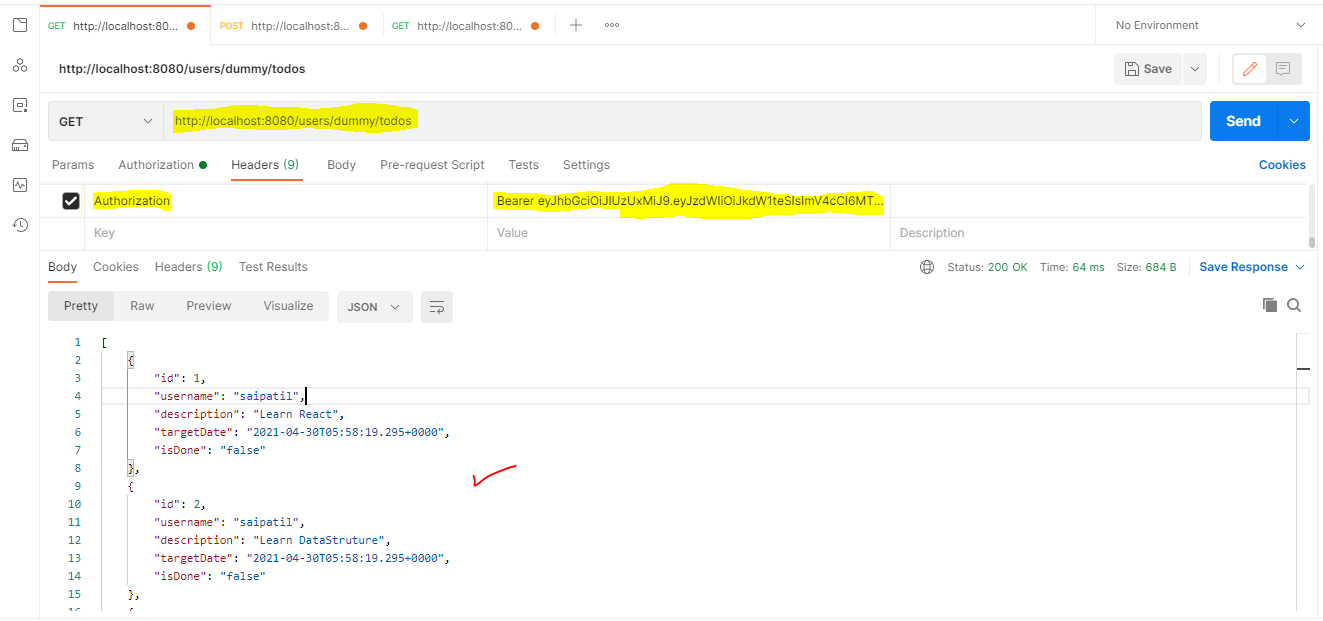 GET http://localhost:80... POST http://localhost:8... GET http://localhost:80... No Environment
http://localhost:8080/users/dummy/todos Save
GET http://localhost:8080/users/dummy/todos Send
Params Authorization Headers (9) Body Pre-request Script Tests Settings Cookies
Authorization Bearer eyJhbGciOiJIUzUxMiJ9.eyJzdWIiOiJkdW1teSIsImV4cCI6MT...
Key Value Description
Body Cookies Headers (9) Test Results Status: 200 OK Time: 64 ms Size: 684 B Save Response
Pretty Raw Preview Visualize JSON
1 [
2 {
3 "id": 1,
4 "username": "saipatil",
5 "description": "Learn React",
6 "targetDate": "2021-04-30T05:58:19.295+0000",
7 "isDone": "false"
8 },
9 {
10 "id": 2,
11 "username": "saipatil",
12 "description": "Learn DataStruture",
13 "targetDate": "2021-04-30T05:58:19.295+0000",
14 "isDone": "false"
15 },
16 {